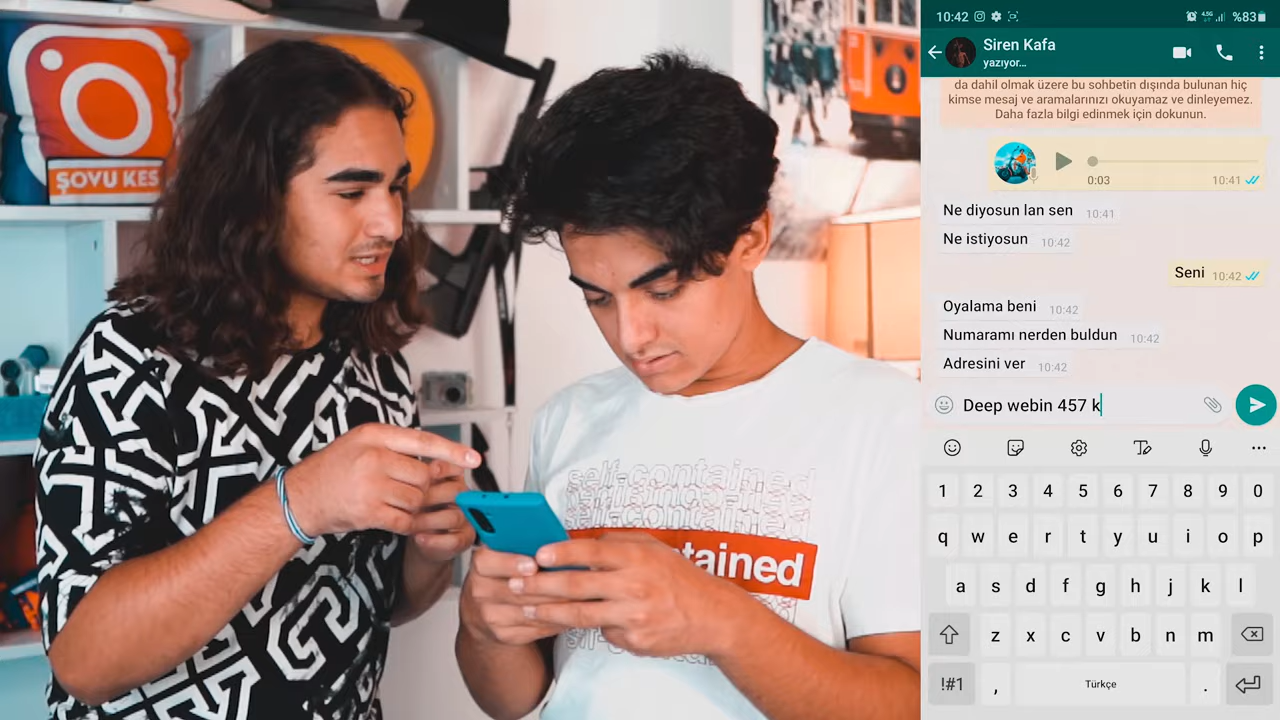 ŞOVU KES
self-contained
self-contained
tained
10:42
4.5G
%83
Siren Kafa
yazıyor...
da dahil olmak üzere bu sohbetin dışında bulunan hiç
kimse mesaj ve aramalarınızı okuyamaz ve dinleyemez.
Daha fazla bilgi edinmek için dokunun.
0:03
10:41
Ne diyosun lan sen 10:41
Ne istiyosun 10:42
Seni 10:42
Oyalama beni 10:42
Numaramı nerden buldun 10:42
Adresini ver 10:42
Deep webin 457 k
1 2 3 4 5 6 7 8 9 0
q w e r t y u i o p
a s d f g h j k l
z x c v b n m
!#1 , Türkçe .